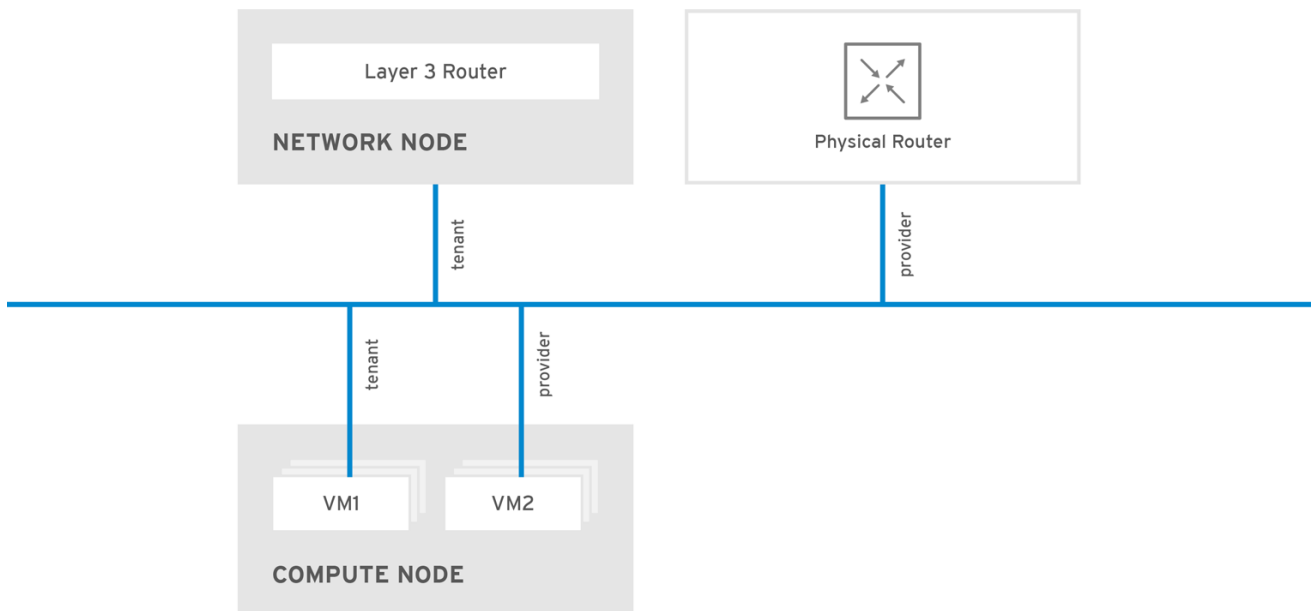 Layer 3 Router
NETWORK NODE
Physical Router
tenant
provider
tenant
provider
VM1
VM2
COMPUTE NODE